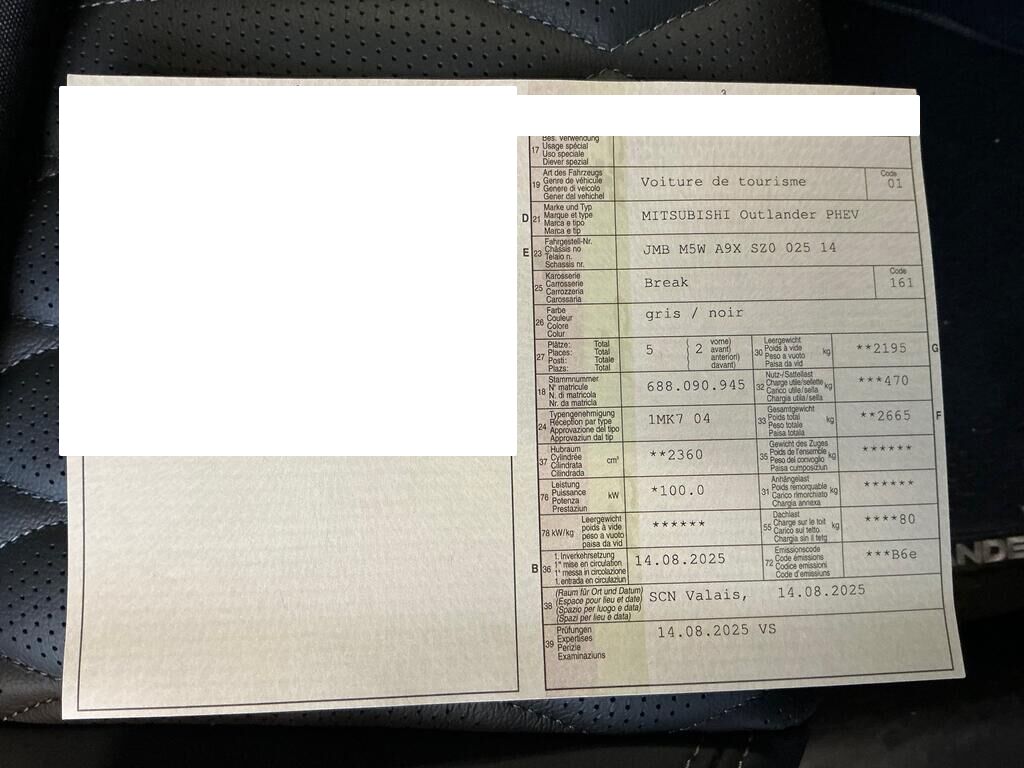 3
Bes. Verwendung
17 Usage spécial
Uso speciale
Diever spezial
Art des Fahrzeugs
19 Genre de véhicule
Genere di veicolo
Gener dal vehichel
Voiture de tourisme
Code
01
Marke und Typ
D 21 Marque et type
Marca e tipo
Marca e tip
MITSUBISHI Outlander PHEV
Fahrgestell-Nr.
E 23 Châssis no
Telaio n.
Schassis nr.
JMB M5W A9X SZ0 025 14
Karosserie
25 Carrosserie
Carrozzeria
Carossaria
Break
Code
161
Farbe
26 Couleur
Colore
Colur
gris / noir
Plätze: Total
27 Places: Total
Posti: Totale
Plazs: Total
5 ( 2 vorne)
avant)
anteriori)
davant)
Leergewicht
30 Poids à vide kg
Peso a vuoto
Paisa da vid
**2195 G
Stammnummer
18 N° matricule
N. di matricola
Nr. da matricla
688.090.945
Nutz-/Sattellast
32 Charge utile/sellette kg
Carico utile/sella
Chargia utila/sella
***470
Typengenehmigung
24 Réception par type
Approvazione del tipo
Approvaziun dal tip
1MK7 04
Gesamtgewicht
33 Poids total kg
Peso totale
Paisa totala
**2665 F
Hubraum
37 Cylindrée cm³
Cilindrata
Cilindrada
**2360
Gewicht des Zuges
35 Poids de l'ensemble kg
Peso del convoglio
Paisa cumposiziun
******
Leistung
76 Puissance kW
Potenza
Prestaziun
*100.0
Anhängelast
31 Poids remorquable kg
Carico rimorchiato
Chargia annexa
******
Leergewicht
78 kW/kg poids à vide
peso a vuoto
paisa da vid
******
Dachlast
55 Charge sur le toit kg
Carico sul tetto
Chargia sin il tetg
****80
1. Inverkehrsetzung
B 36 1re mise en circulation
1a messa in circolazione
1. entrada en circulaziun
14.08.2025
Emissionscode
72 Code émissions
Codice emissioni
Code d'emissiuns
***B6e
(Raum für Ort und Datum)
38 (Espace pour lieu et date)
(Spazio per luogo e data)
(Spazi per lieu e data)
SCN Valais, 14.08.2025
Prüfungen
39 Expertises
Perizie
Examinaziuns
14.08.2025 VS
ANDE